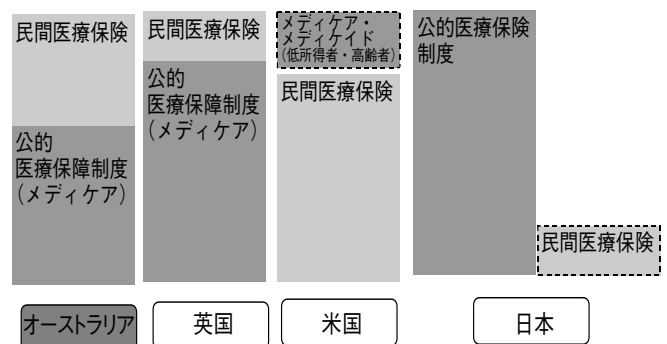 民間医療保険
公的
医療保障制度
(メディケア)
オーストラリア
民間医療保険
公的
医療保障制度
(メディケア)
英国
メディケア・
メディケイド
(低所得者・高齢者)
民間医療保険
米国
公的医療保険
制度
民間医療保険
日本